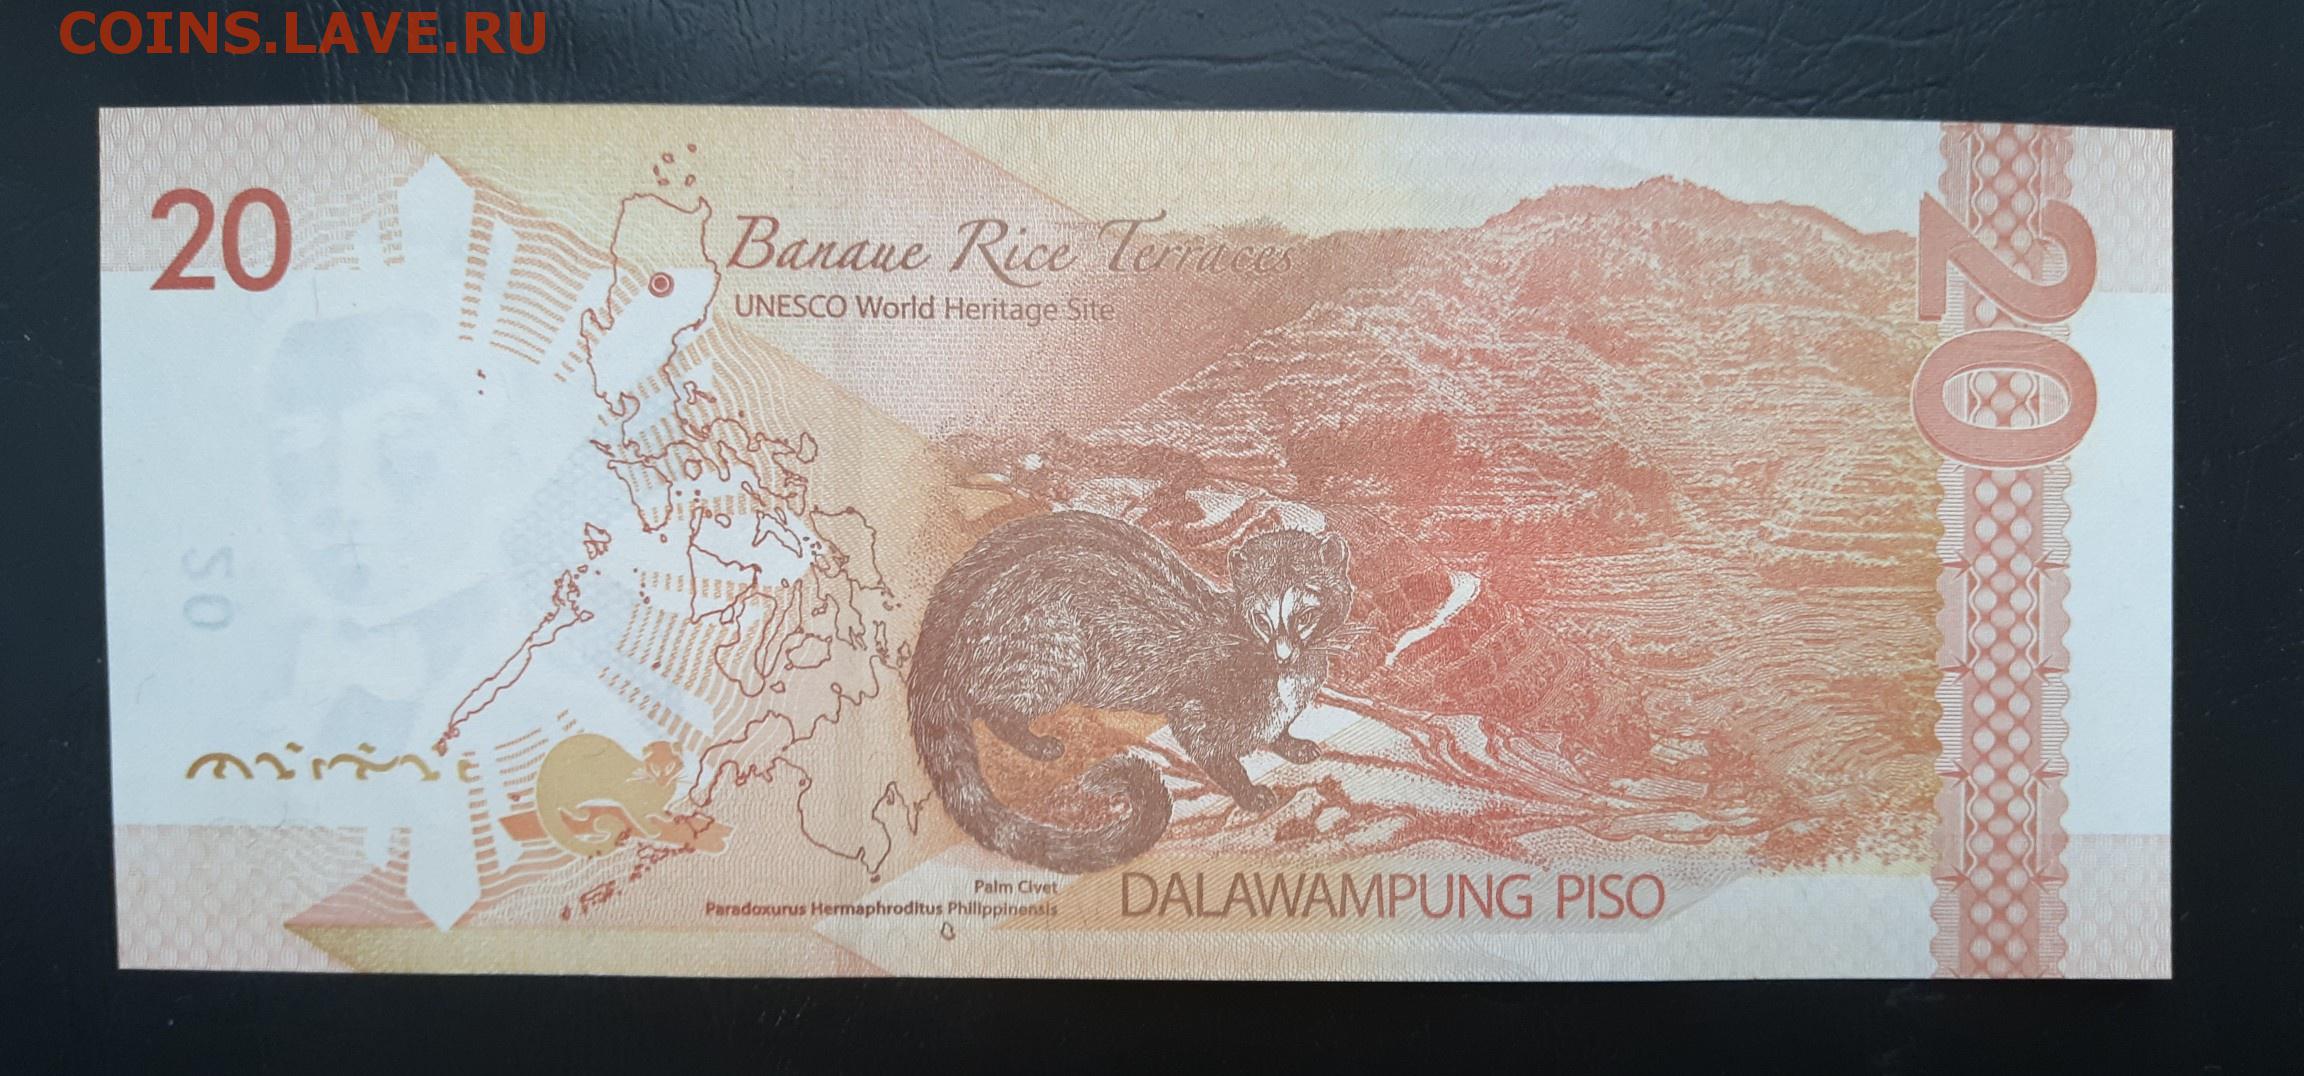 COINS.LAVE.RU
20
Banaue Rice Terraces
UNESCO World Heritage Site
20
20
Palm Civet
Paradoxurus Hermaphroditus Philippinensis
DALAWAMPUNG PISO